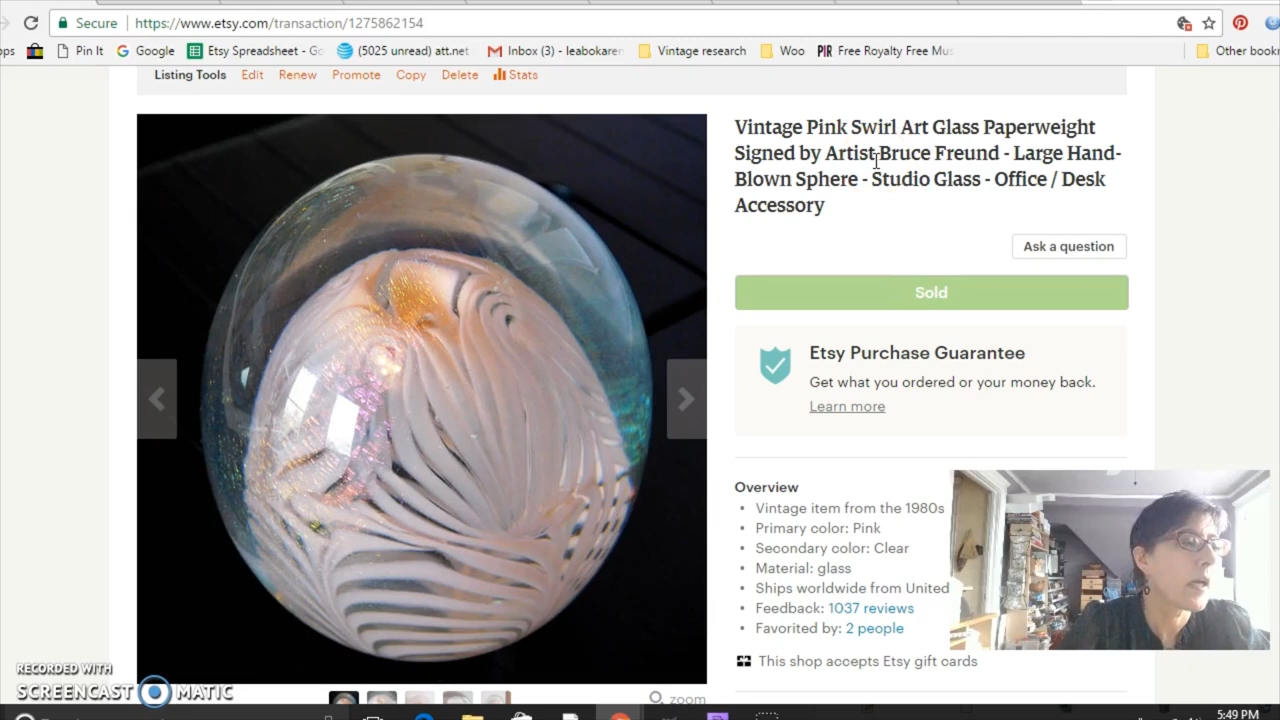 Secure https://www.etsy.com/transaction/1275862154
Pin It Google Etsy Spreadsheet - Go (5025 unread) att.net Inbox (3) - leabokaren Vintage research Woo PIR Free Royalty Free Mus Other book
Listing Tools Edit Renew Promote Copy Delete Stats
Vintage Pink Swirl Art Glass Paperweight
Signed by Artist Bruce Freund - Large Hand-
Blown Sphere - Studio Glass - Office / Desk
Accessory
Ask a question
Sold
Etsy Purchase Guarantee
Get what you ordered or your money back.
Learn more
Overview
• Vintage item from the 1980s
• Primary color: Pink
• Secondary color: Clear
• Material: glass
• Ships worldwide from United
• Feedback: 1037 reviews
• Favorited by: 2 people
This shop accepts Etsy gift cards
RECORDED WITH
SCREENCAST MATIC
zoom
5:49 PM